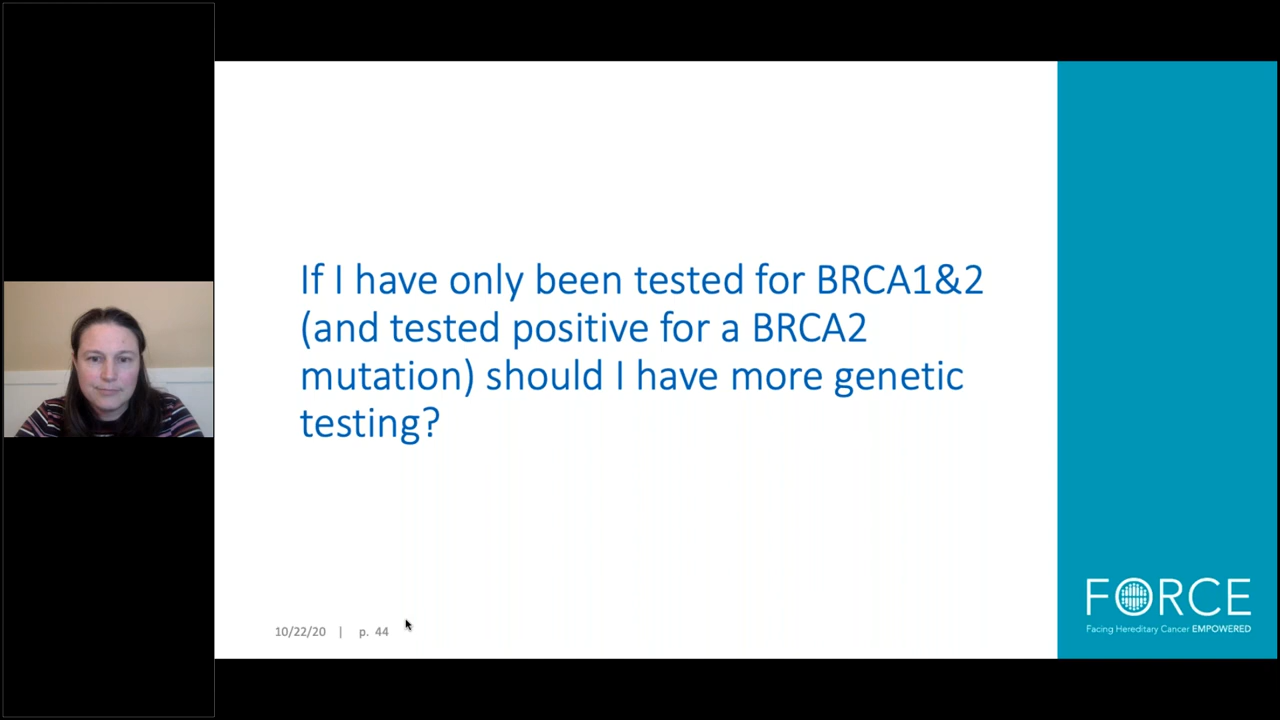 If I have only been tested for BRCA1&2
(and tested positive for a BRCA2
mutation) should I have more genetic
testing?
10/22/20 | p. 44
FORCE
Facing Hereditary Cancer EMPOWERED